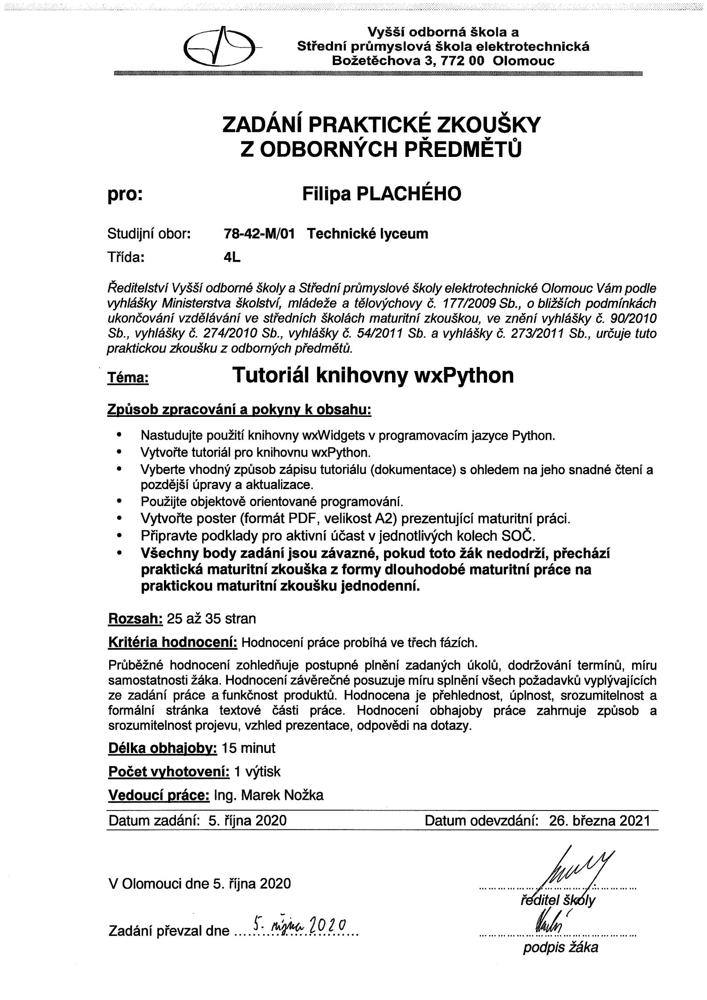 Vyšší odborná škola a
Střední průmyslová škola elektrotechnická
Božetěchova 3, 772 00 Olomouc
ZADÁNÍ PRAKTICKÉ ZKOUŠKY
Z ODBORNÝCH PŘEDMĚTŮ
pro: Filipa PLACHÉHO
Studijní obor: 78-42-M/01 Technické lyceum
Třída: 4L
Ředitelství Vyšší odborné školy a Střední průmyslové školy elektrotechnické Olomouc Vám podle
vyhlášky Ministerstva školství, mládeže a tělovýchovy č. 177/2009 Sb., o bližších podmínkách
ukončování vzdělávání ve středních školách maturitní zkouškou, ve znění vyhlášky č. 90/2010
Sb., vyhlášky č. 274/2010 Sb., vyhlášky č. 54/2011 Sb. a vyhlášky č. 273/2011 Sb., určuje tuto
praktickou zkoušku z odborných předmětů.
Téma: Tutoriál knihovny wxPython
Způsob zpracování a pokyny k obsahu:
• Nastudujte použití knihovny wxWidgets v programovacím jazyce Python.
• Vytvořte tutoriál pro knihovnu wxPython.
• Vyberte vhodný způsob zápisu tutoriálu (dokumentace) s ohledem na jeho snadné čtení a
pozdější úpravy a aktualizace.
• Použijte objektově orientované programování.
• Vytvořte poster (formát PDF, velikost A2) prezentující maturitní práci.
• Připravte podklady pro aktivní účast v jednotlivých kolech SOČ.
• Všechny body zadání jsou závazné, pokud toto žák nedodrží, přechází
praktická maturitní zkouška z formy dlouhodobé maturitní práce na
praktickou maturitní zkoušku jednodenní.
Rozsah: 25 až 35 stran
Kritéria hodnocení: Hodnocení práce probíhá ve třech fázích.
Průběžné hodnocení zohledňuje postupné plnění zadaných úkolů, dodržování termínů, míru
samostatnosti žáka. Hodnocení závěrečné posuzuje míru splnění všech požadavků vyplývajících
ze zadání práce a funkčnost produktů. Hodnocena je přehlednost, úplnost, srozumitelnost a
formální stránka textové části práce. Hodnocení obhajoby práce zahrnuje způsob a
srozumitelnost projevu, vzhled prezentace, odpovědi na dotazy.
Délka obhajoby: 15 minut
Počet vyhotovení: 1 výtisk
Vedoucí práce: Ing. Marek Nožka
Datum zadání: 5. října 2020 Datum odevzdání: 26. března 2021
V Olomouci dne 5. října 2020
ředitel školy
Zadání převzal dne 5. října 2020
podpis žáka